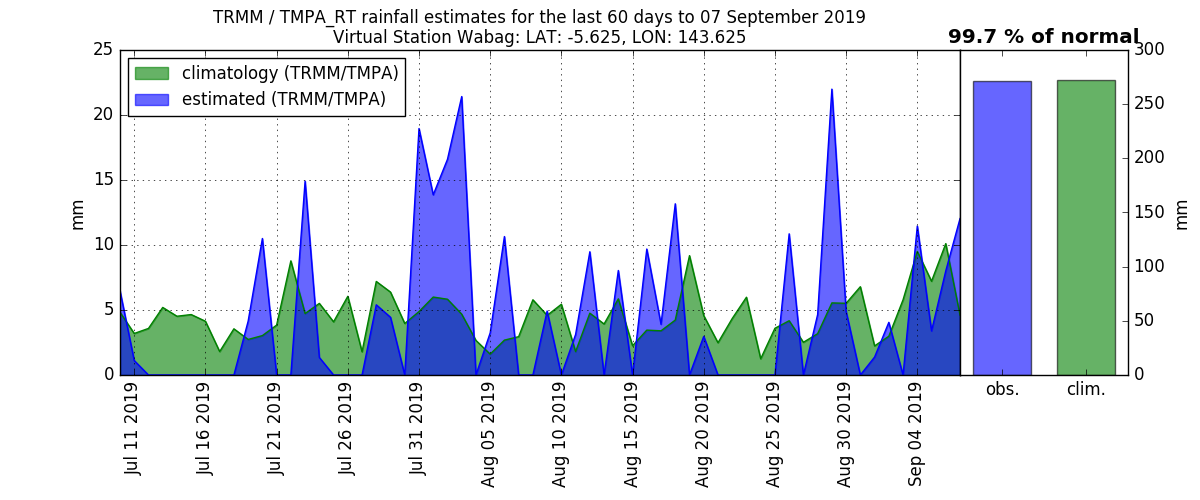 TRMM / TMPA_RT rainfall estimates for the last 60 days to 07 September 2019
Virtual Station Wabag: LAT: -5.625, LON: 143.625
99.7 % of normal
climatology (TRMM/TMPA)
estimated (TRMM/TMPA)
25
20
15
10
5
0
mm
Jul 11 2019
Jul 16 2019
Jul 21 2019
Jul 26 2019
Jul 31 2019
Aug 05 2019
Aug 10 2019
Aug 15 2019
Aug 20 2019
Aug 25 2019
Aug 30 2019
Sep 04 2019
obs.
clim.
300
250
200
150
100
50
0
mm